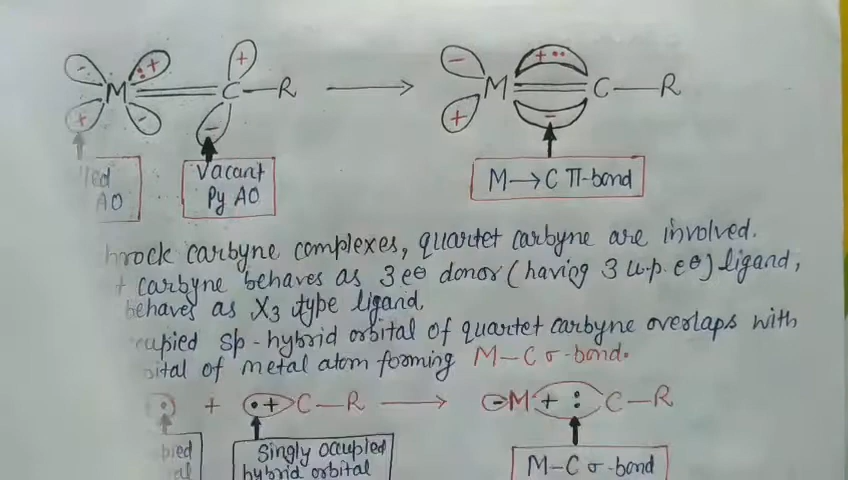 M C — R → M C — R
AO
Vacant
Py AO
M → C π-bond
carbyne complexes, quartet carbyne are involved.
carbyne behaves as 3 e⊖ donor (having 3 u.p. e⊖) ligand,
behaves as X3 type ligand.
sp-hybrid orbital of quartet carbyne overlaps with
of metal atom forming M—C σ-bond.
+ C—R → M + : C—R
Singly occupied
hybrid orbital
M—C σ-bond